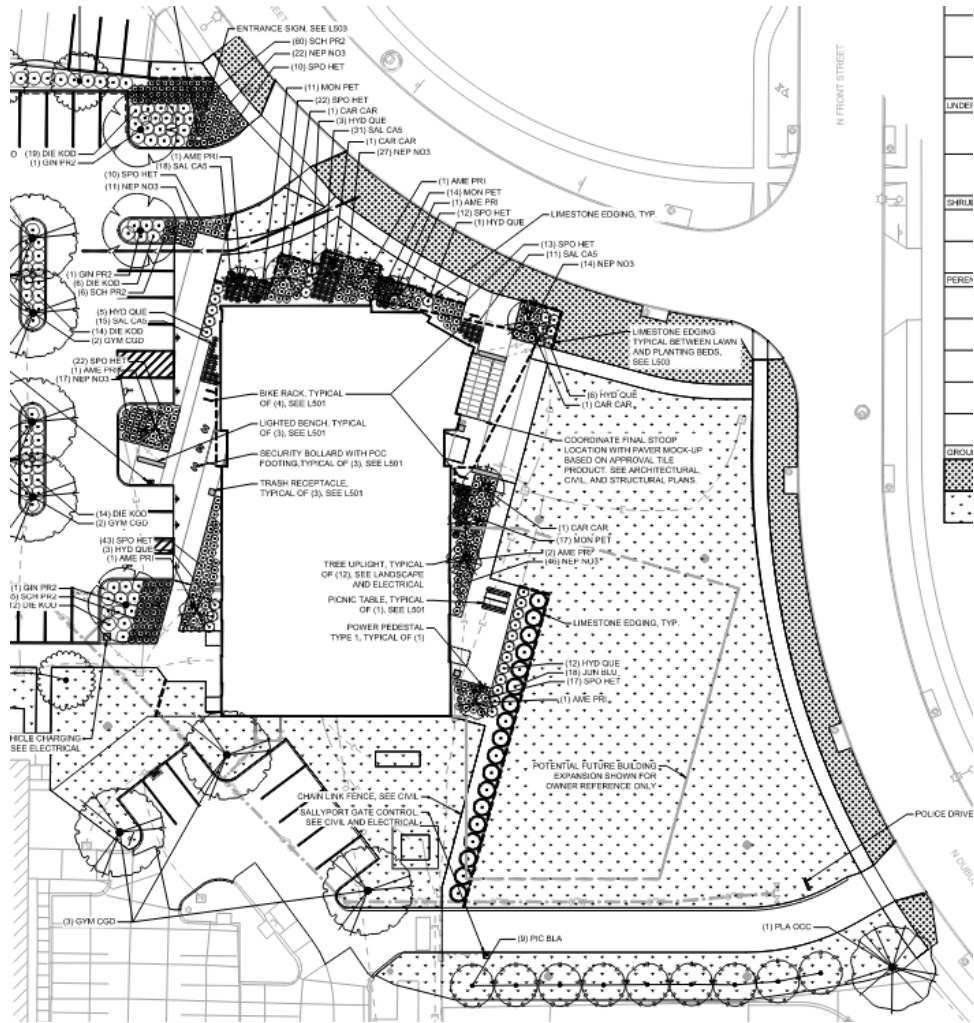 STREET
ENTRANCE SIGN, SEE L503
(60) SCH PR2
(22) NEP NO3
(10) SPO HET
(11) MON PET
(22) SPO HET
(1) CAR CAR
(3) HYD QUE
(31) SAL CA5
(1) CAR CAR
(27) NEP NO3
N FRONT STREET
UNDER
(19) DIE KOD
(1) GIN PR2
(1) AME PRI
(18) SAL CA5
(10) SPO HET
(11) NEP NO3
(1) AME PRI
(14) MON PET
(1) AME PRI
(12) SPO HET
(1) HYD QUE
LIMESTONE EDGING, TYP.
SHRUB
(13) SPO HET
(11) SAL CA5
(14) NEP NO3
(1) GIN PR2
(6) DIE KOD
(6) SCH PR2
PEREN
(5) HYD QUE
(15) SAL CA5
(14) DIE KOD
(2) GYM CGD
LIMESTONE EDGING
TYPICAL BETWEEN LAWN
AND PLANTING BEDS,
SEE L503
(22) SPO HET
(1) AME PRI
(17) NEP NO3
BIKE RACK, TYPICAL
OF (4), SEE L501
(6) HYD QUE
(1) CAR CAR
LIGHTED BENCH, TYPICAL
OF (3), SEE L501
SECURITY BOLLARD WITH PCC
FOOTING, TYPICAL OF (3), SEE L501
COORDINATE FINAL STOOP
LOCATION WITH PAVER MOCK-UP
BASED ON APPROVAL TILE
PRODUCT. SEE ARCHITECTURAL,
CIVIL, AND STRUCTURAL PLANS.
GROU
TRASH RECEPTACLE,
TYPICAL OF (3), SEE L501
(14) DIE KOD
(2) GYM CGD
(1) CAR CAR
(17) MON PET
(43) SPO HET
(3) HYD QUE
(1) AME PRI
(2) AME PRI
(46) NEP NO3
TREE UPLIGHT, TYPICAL
OF (12), SEE LANDSCAPE
AND ELECTRICAL
(1) GIN PR2
5) SCH PR2
12) DIE KOD
PICNIC TABLE, TYPICAL
OF (1), SEE L501
LIMESTONE EDGING, TYP.
POWER PEDESTAL
TYPE 1, TYPICAL OF (1)
(12) HYD QUE
(18) JUN BLU
(17) SPO HET
(1) AME PRI
HICLE CHARGING
SEE ELECTRICAL
POTENTIAL FUTURE BUILDING
EXPANSION SHOWN FOR
OWNER REFERENCE ONLY
CHAIN LINK FENCE, SEE CIVIL
SALLYPORT GATE CONTROL,
SEE CIVIL AND ELECTRICAL
POLICE DRIVE
N DUBU
(3) GYM CGD
(9) PIC BLA
(1) PLA OCC